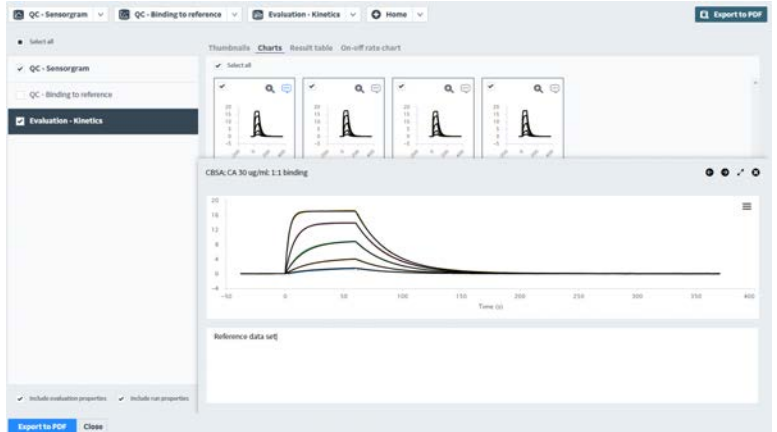 QC - Sensorgram
QC - Binding to reference
Evaluation - Kinetics
Home
Export to PDF
Select all
Thumbnails Charts Result table On-off rate chart
QC - Sensorgram
Select all
QC - Binding to reference
Evaluation - Kinetics
CBSA; CA 30 ug/ml; 1:1 binding
20
16
12
8
4
0
-4
-50 0 50 100 150 200 250 300 350 400
Time (s)
Reference data set
Include evaluation properties Include run properties
Export to PDF Close